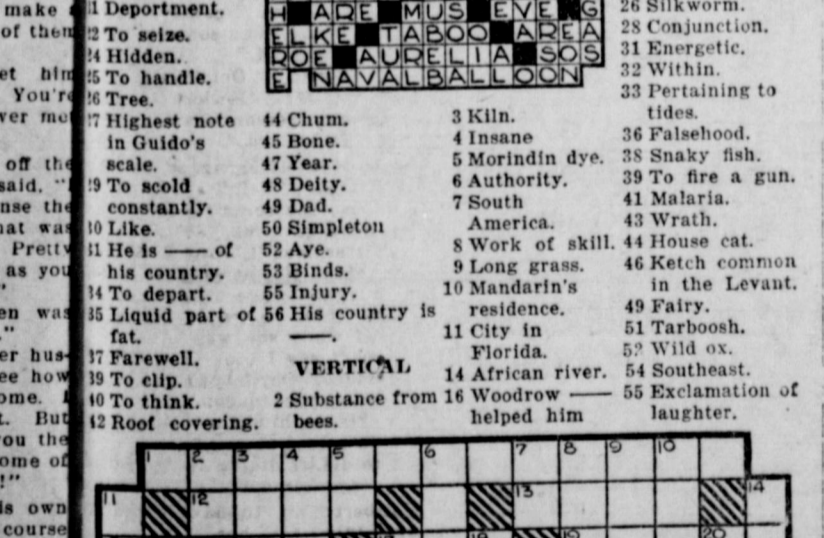 make
of them
et him
You're
ver me
off the
said. "I
nse the
hat was
Pretty
as you
en was
er hus-
ee how
ome. I
t. But
you the
ome of
!"
is own
course
Deportment.
To seize.
24 Hidden.
25 To handle.
26 Tree.
27 Highest note
in Guido's
scale.
29 To scold
constantly.
30 Like.
31 He is —— of
his country.
34 To depart.
35 Liquid part of
fat.
37 Farewell.
39 To clip.
40 To think.
42 Roof covering.
H ARE MUS EVE G
ELKE TABOO AREA
ROE AURELIA SOS
E NAVALBALLOON
44 Chum.
45 Bone.
47 Year.
48 Deity.
49 Dad.
50 Simpleton
52 Aye.
53 Binds.
55 Injury.
56 His country is
——.
VERTICAL
2 Substance from
bees.
3 Kiln.
4 Insane
5 Morindin dye.
6 Authority.
7 South
America.
8 Work of skill.
9 Long grass.
10 Mandarin's
residence.
11 City in
Florida.
14 African river.
16 Woodrow ——
helped him
26 Silkworm.
28 Conjunction.
31 Energetic.
32 Within.
33 Pertaining to
tides.
36 Falsehood.
38 Snaky fish.
39 To fire a gun.
41 Malaria.
43 Wrath.
44 House cat.
46 Ketch common
in the Levant.
49 Fairy.
51 Tarboosh.
52 Wild ox.
54 Southeast.
55 Exclamation of
laughter.
1 2 3 4 5 6 7 8 9 10
11 12 13 14
20